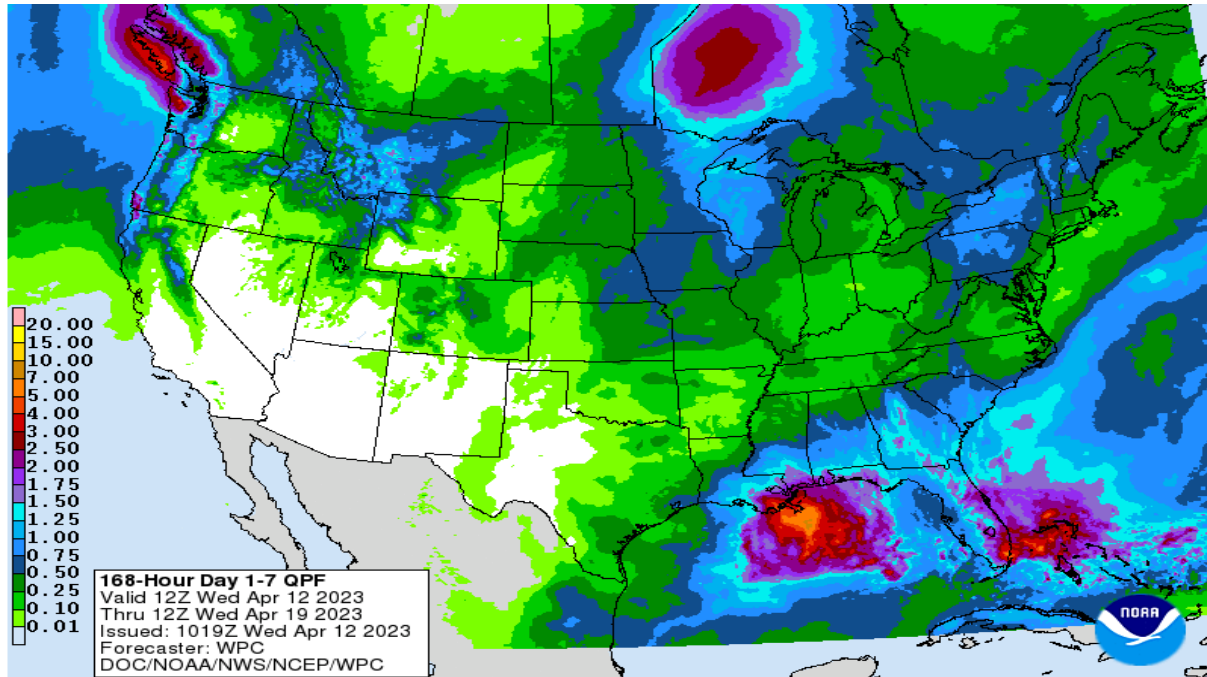 20.00
15.00
10.00
7.00
5.00
4.00
3.00
2.50
2.00
1.75
1.50
1.25
1.00
0.75
0.50
0.25
0.10
0.01
168-Hour Day 1-7 QPF
Valid 12Z Wed Apr 12 2023
Thru 12Z Wed Apr 19 2023
Issued: 1019Z Wed Apr 12 2023
Forecaster: WPC
DOC/NOAA/NWS/NCEP/WPC
NOAA